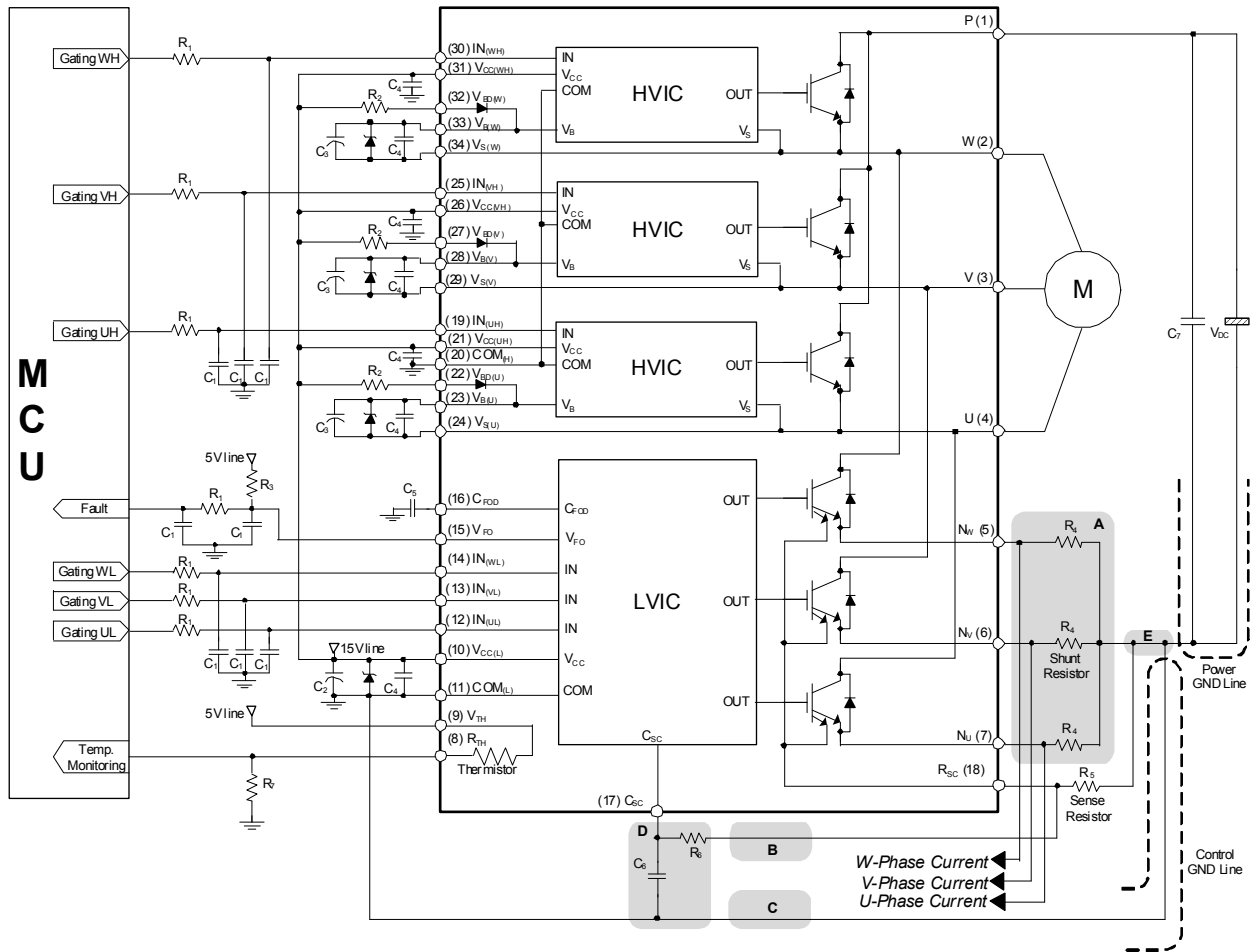 MCU
Gating WH
R1
(30) IN(WH)
(31) VCC(WH)
C4
R2
(32) VBD(W)
(33) VB(W)
C3
C4
(34) VS(W)
IN
VCC
COM
VB
HVIC
OUT
VS
P (1)
W (2)
Gating VH
R1
(25) IN(VH)
(26) VCC(VH)
C4
R2
(27) VBD(V)
(28) VB(V)
C3
C4
(29) VS(V)
IN
VCC
COM
VB
HVIC
OUT
VS
V (3)
M
Gating UH
R1
C1
C1
C1
(19) IN(UH)
(21) VCC(UH)
C4
(20) COM(H)
R2
(22) VBD(U)
(23) VB(U)
C3
C4
(24) VS(U)
IN
VCC
COM
VB
HVIC
OUT
VS
U (4)
C7
VDC
5V line
R3
Fault
R1
C1
C1
C5
(16) CFOD
(15) VFO
Gating WL
R1
(14) IN(WL)
Gating VL
R1
(13) IN(VL)
Gating UL
R1
(12) IN(UL)
C1
C1
C1
15V line
C2
C4
(10) VCC(L)
(11) COM(L)
5V line
(9) VTH
Temp. Monitoring
(8) RTH
Thermistor
R7
CFOD
VFO
IN
IN
IN
VCC
COM
LVIC
OUT
OUT
OUT
CSC
(17) CSC
NW (5)
NV (6)
NU (7)
RSC (18)
A
R4
R4
Shunt Resistor
R4
E
R5
Sense Resistor
Power GND Line
Control GND Line
D
C6
R6
B
C
W-Phase Current
V-Phase Current
U-Phase Current